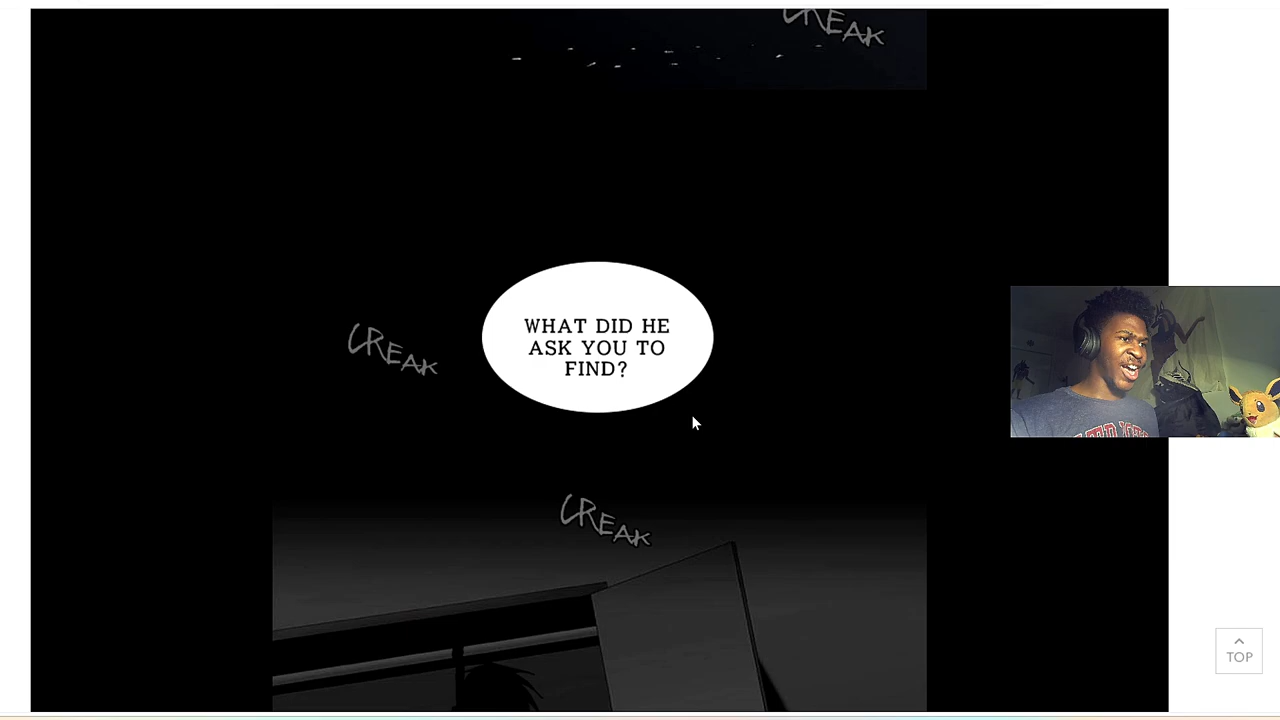 CREAK
WHAT DID HE
ASK YOU TO
FIND?
CREAK
CREAK
TOP